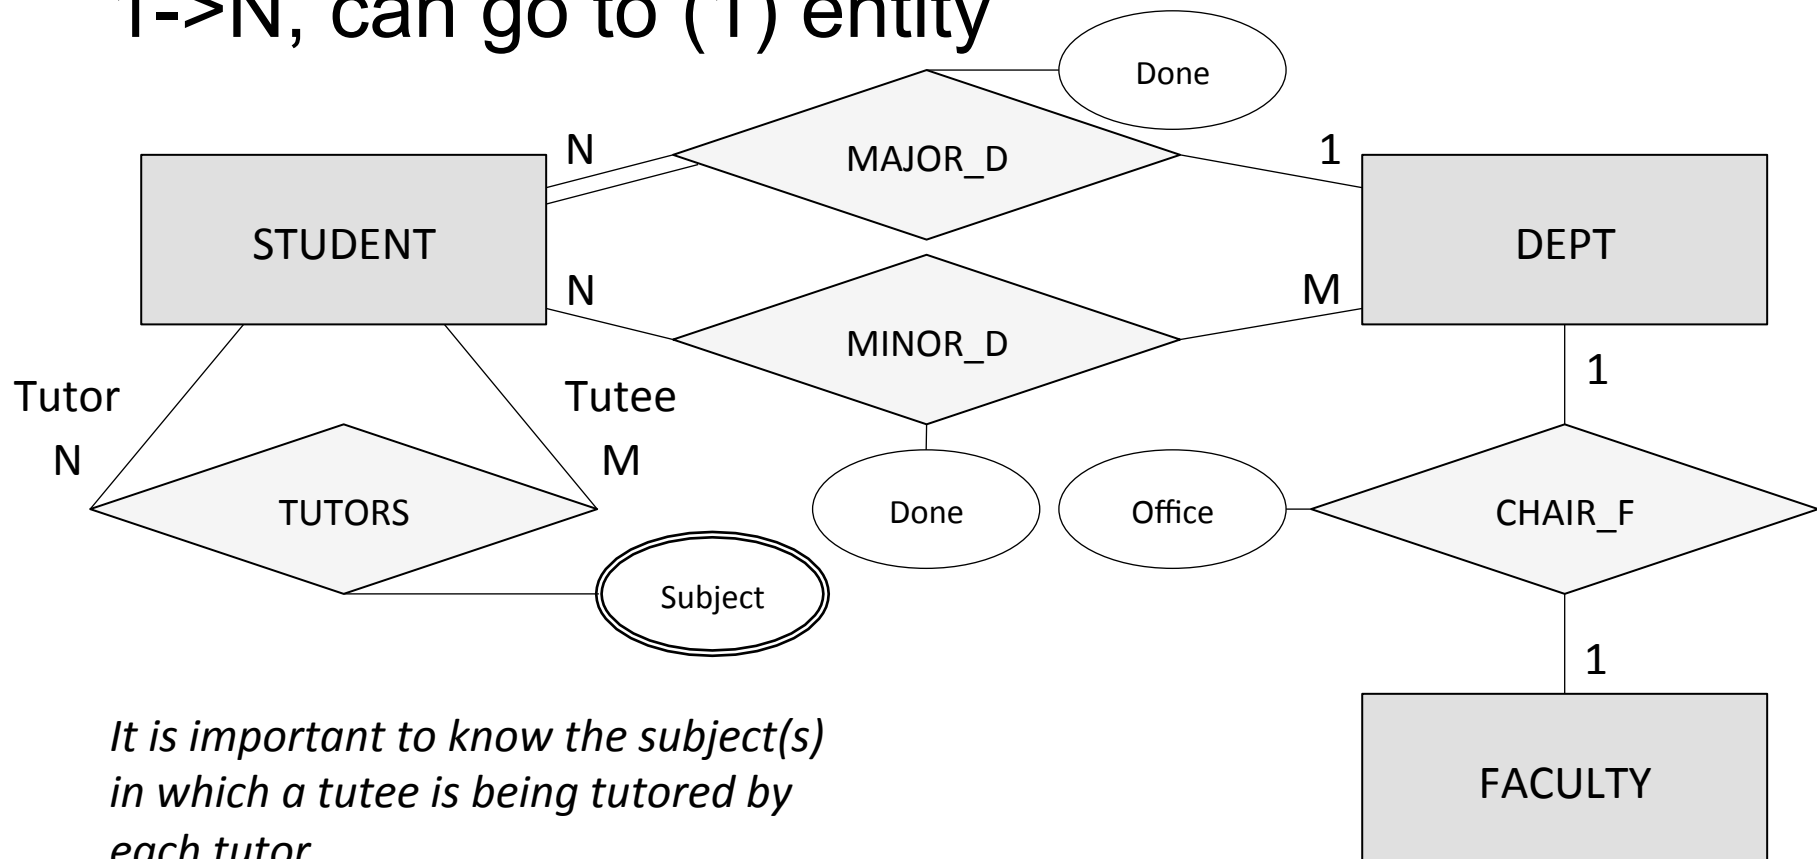 1->N, can go to (1) entity
Done
N
MAJOR_D
1
STUDENT
DEPT
N
MINOR_D
M
1
Tutor
Tutee
N
M
TUTORS
Done
Office
CHAIR_F
Subject
1
It is important to know the subject(s)
in which a tutee is being tutored by
each tutor
FACULTY